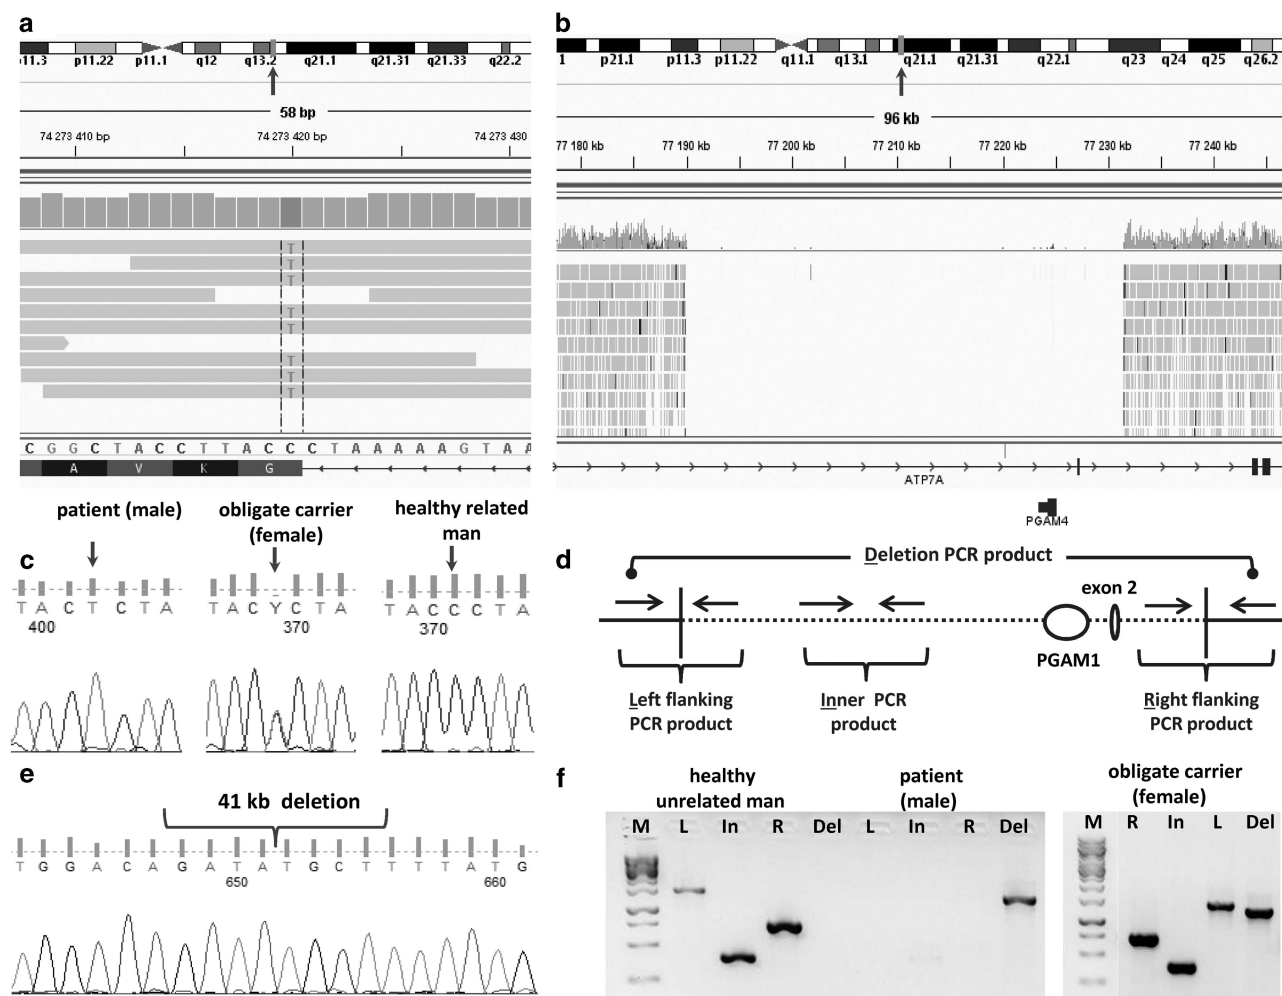 a
p11.3 p11.22 p11.1 q12 q13.2 q21.1 q21.31 q21.33 q22.2
58 bp
74 273 410 bp 74 273 420 bp 74 273 430
T
T
T
T
T
T
T
C G G C T A C C T T A C C C T A A A A A G T A A
A V K G
b
1 p21.1 p11.3 p11.22 q11.1 q13.1 q21.1 q21.31 q22.1 q23 q24 q25 q26.2
96 kb
77 180 kb 77 190 kb 77 200 kb 77 210 kb 77 220 kb 77 230 kb 77 240 kb
ATP7A
PGAM4
c
patient (male)
T A C T C T A
400
obligate carrier
(female)
T A C Y C T A
370
healthy related
man
T A C C C T A
370
d
Deletion PCR product
exon 2
PGAM1
Left flanking
PCR product
Inner PCR
product
Right flanking
PCR product
e
41 kb deletion
T G G A C A G A T A T G C T T T T A T G
650 660
f
healthy
unrelated man
patient
(male)
obligate carrier
(female)
M L In R Del L In R Del
M R In L Del